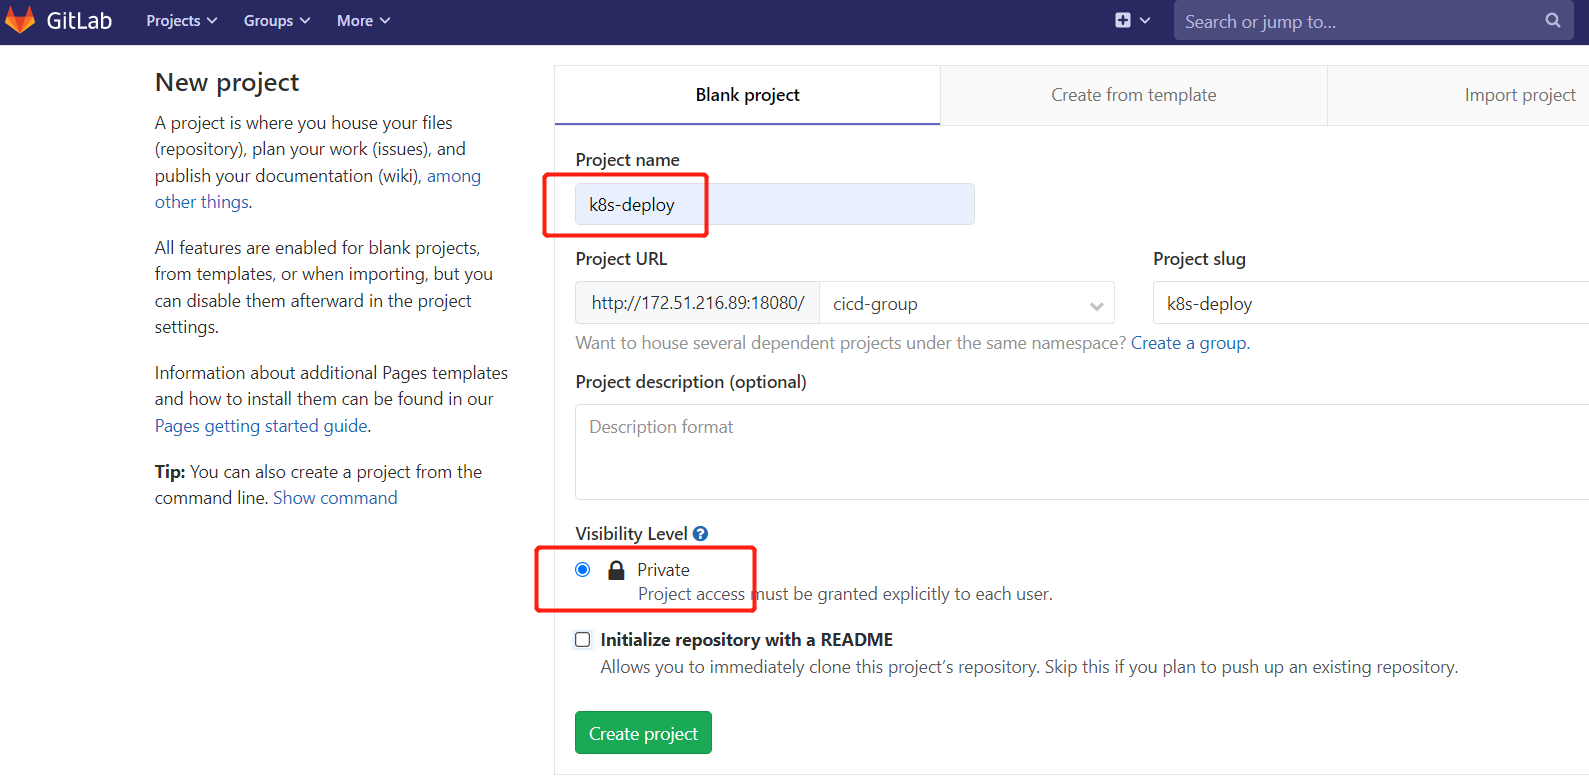 GitLab Projects Groups More Search or jump to...
New project
A project is where you house your files
(repository), plan your work (issues), and
publish your documentation (wiki), among
other things.
All features are enabled for blank projects,
from templates, or when importing, but you
can disable them afterward in the project
settings.
Information about additional Pages templates
and how to install them can be found in our
Pages getting started guide.
Tip: You can also create a project from the
command line. Show command
Blank project Create from template Import project
Project name
k8s-deploy
Project URL Project slug
http://172.51.216.89:18080/ cicd-group k8s-deploy
Want to house several dependent projects under the same namespace? Create a group.
Project description (optional)
Description format
Visibility Level ?
Private
Project access must be granted explicitly to each user.
Initialize repository with a README
Allows you to immediately clone this project’s repository. Skip this if you plan to push up an existing repository.
Create project